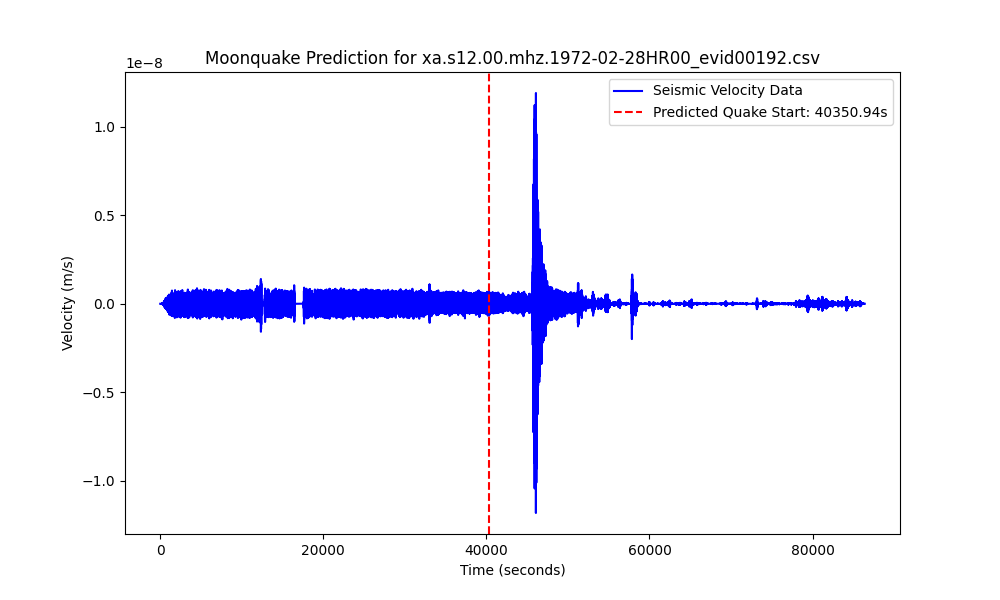 Moonquake Prediction for xa.s12.00.mhz.1972-02-28HR00_evid00192.csv
1e−8
Seismic Velocity Data
Predicted Quake Start: 40350.94s
1.0
0.5
0.0
−0.5
−1.0
Velocity (m/s)
0 20000 40000 60000 80000
Time (seconds)